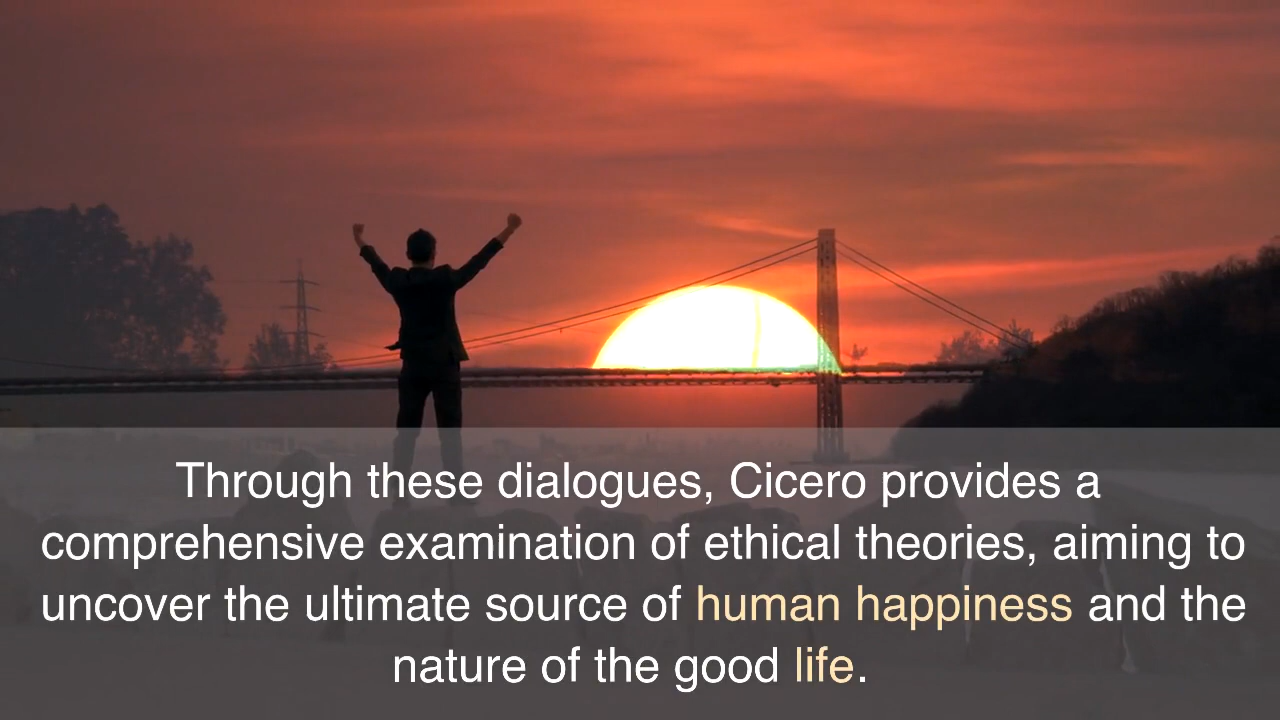 Through these dialogues, Cicero provides a
comprehensive examination of ethical theories, aiming to
uncover the ultimate source of human happiness and the
nature of the good life.